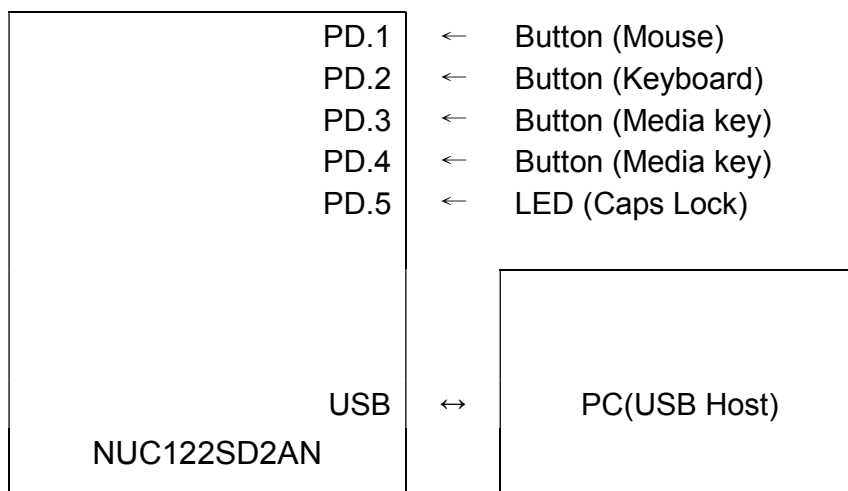 PD.1 ← Button (Mouse)
PD.2 ← Button (Keyboard)
PD.3 ← Button (Media key)
PD.4 ← Button (Media key)
PD.5 ← LED (Caps Lock)
USB ↔ PC(USB Host)
NUC122SD2AN